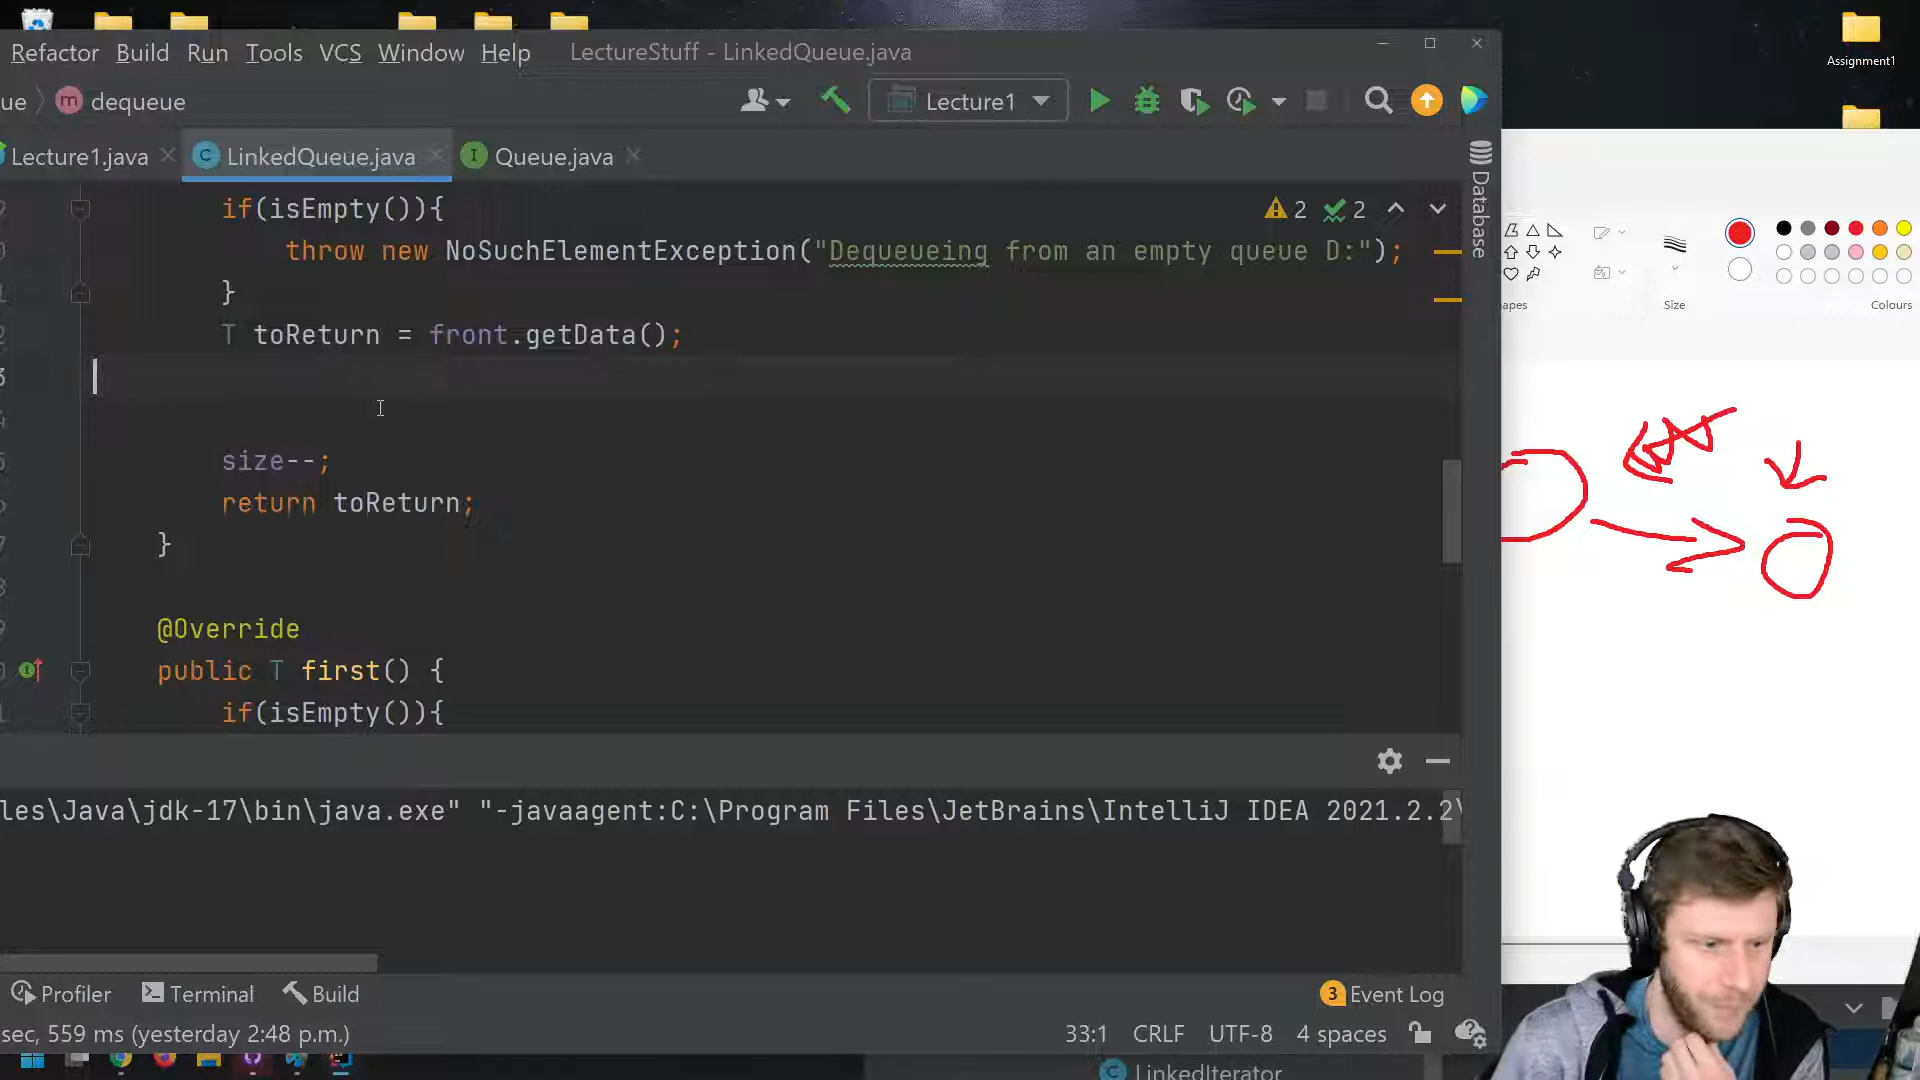 Assignment1
Refactor Build Run Tools VCS Window Help LectureStuff - LinkedQueue.java
ue m dequeue Lecture1
Lecture1.java C LinkedQueue.java I Queue.java
Database
if(isEmpty()){ 2 2
throw new NoSuchElementException("Dequeueing from an empty queue D:");
}
T toReturn = front.getData();
size--;
return toReturn;
}
@Override
public T first() {
if(isEmpty()){
apes Size Colours
les\Java\jdk-17\bin\java.exe" "-javaagent:C:\Program Files\JetBrains\IntelliJ IDEA 2021.2.2\
Profiler Terminal Build 3 Event Log
sec, 559 ms (yesterday 2:48 p.m.) 33:1 CRLF UTF-8 4 spaces
C LinkedIterator